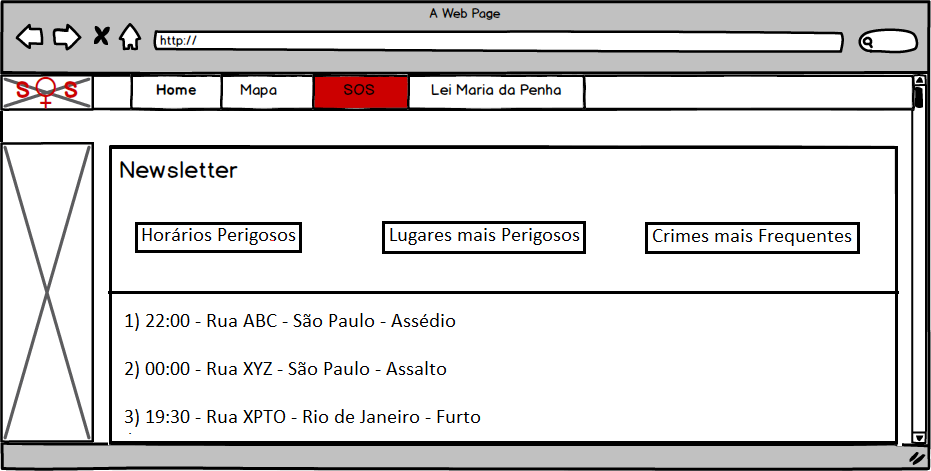 A Web Page
http://
S S
Home Mapa SOS Lei Maria da Penha
Newsletter
Horários Perigosos Lugares mais Perigosos Crimes mais Frequentes
1) 22:00 - Rua ABC - São Paulo - Assédio
2) 00:00 - Rua XYZ - São Paulo - Assalto
3) 19:30 - Rua XPTO - Rio de Janeiro - Furto